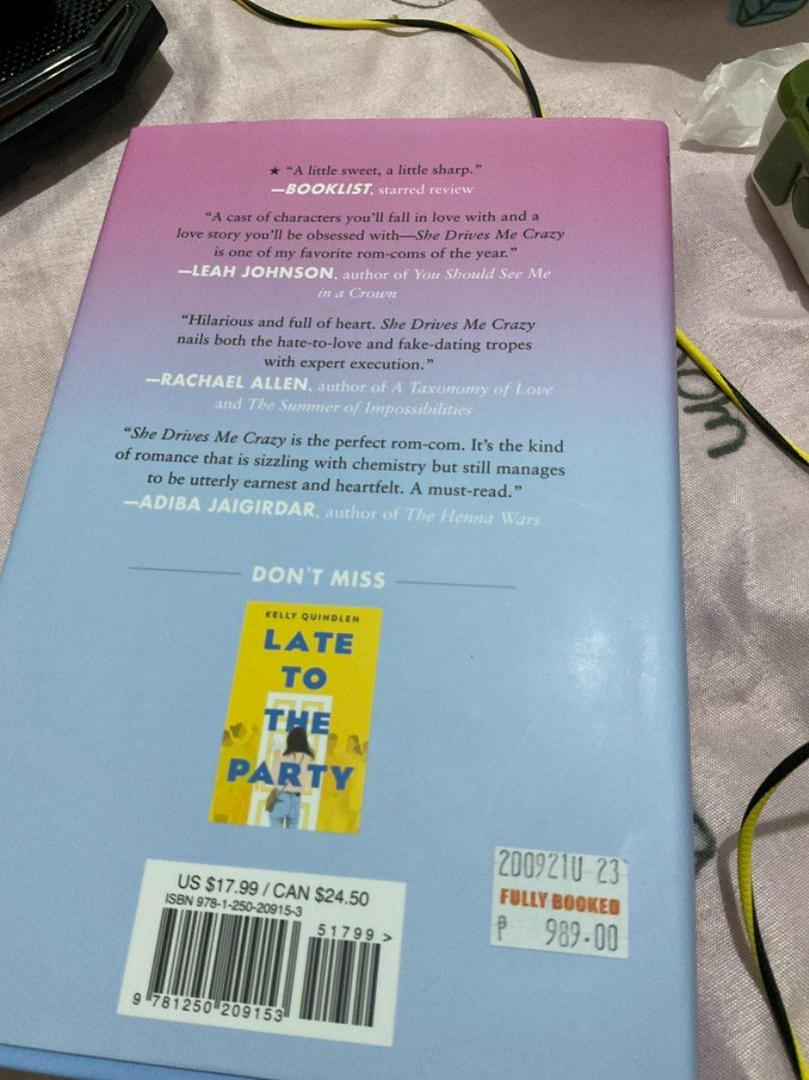 ★ “A little sweet, a little sharp.”
—BOOKLIST, starred review
“A cast of characters you’ll fall in love with and a
love story you’ll be obsessed with—She Drives Me Crazy
is one of my favorite rom-coms of the year.”
—LEAH JOHNSON, author of You Should See Me
in a Crown
“Hilarious and full of heart. She Drives Me Crazy
nails both the hate-to-love and fake-dating tropes
with expert execution.”
—RACHAEL ALLEN, author of A Taxonomy of Love
and The Summer of Impossibilities
“She Drives Me Crazy is the perfect rom-com. It’s the kind
of romance that is sizzling with chemistry but still manages
to be utterly earnest and heartfelt. A must-read.”
—ADIBA JAIGIRDAR, author of The Henna Wars
DON’T MISS
KELLY QUINDLEN
LATE
TO
THE
PARTY
US $17.99 / CAN $24.50
ISBN 978-1-250-20915-3
51799 >
9 781250 209153
200921U 23
FULLY BOOKED
₱ 989.00